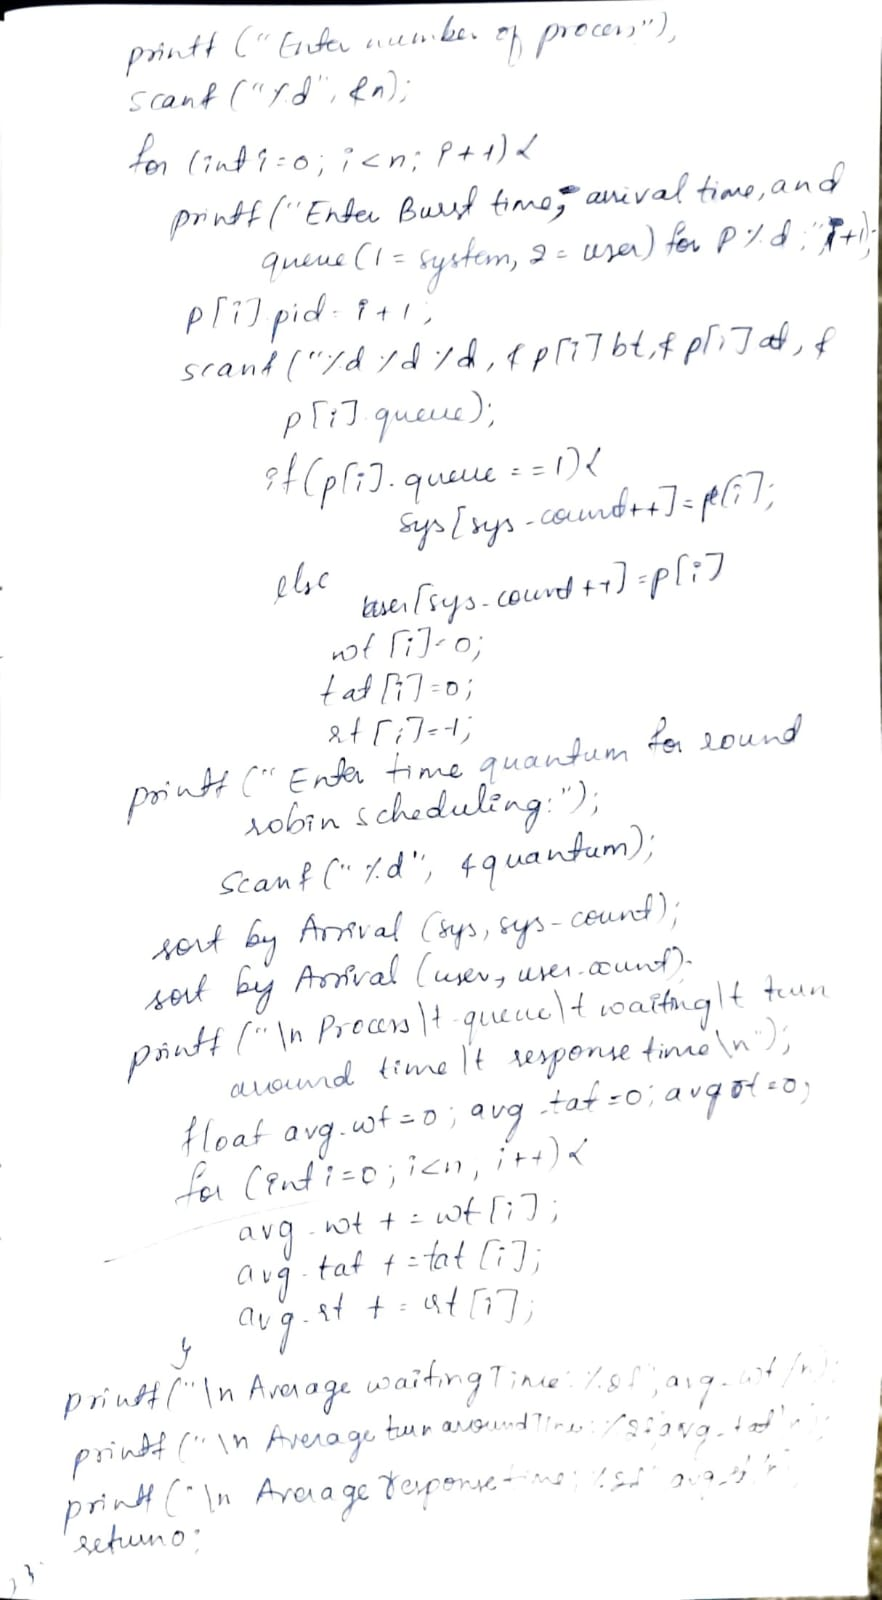 printf ("Enter number of process"),
scanf ("%d", &n);
for (int i=0; i<n; i++){
printf ("Enter Burst time, arrival time, and
queue (1 = system, 2 = user) for P%d:" i+1);
p[i] pid = i+1;
scanf ("%d %d %d, &p[i] bt, & p[i] at, &
p[i] queue);
if (p[i]. queue == 1){
sys[sys-count++] = p[i];
else
user[sys-count++] = p[i]
wt [i]=0;
tat [i]=0;
rt [i]=-1;
printf (" Enter time quantum for round
robin scheduling:");
scanf (" %d", &quantum);
sort by Arrival (sys, sys-count);
sort by Arrival (user, user-count).
printf ("\n Process \t queue\t waiting\t turn
around time \t response time \n");
float avg-wt = 0; avg-tat = 0; avg rt = 0;
for (int i=0; i<n, i++) {
avg-wt += wt [i];
avg-tat += tat [i];
avg-rt += rt [i];
}
printf ("\n Average waiting Time: avg-wt /n);
printf ("\n Average turn around Time: avg-tat
printf ("\n Average response time;
return 0;
}